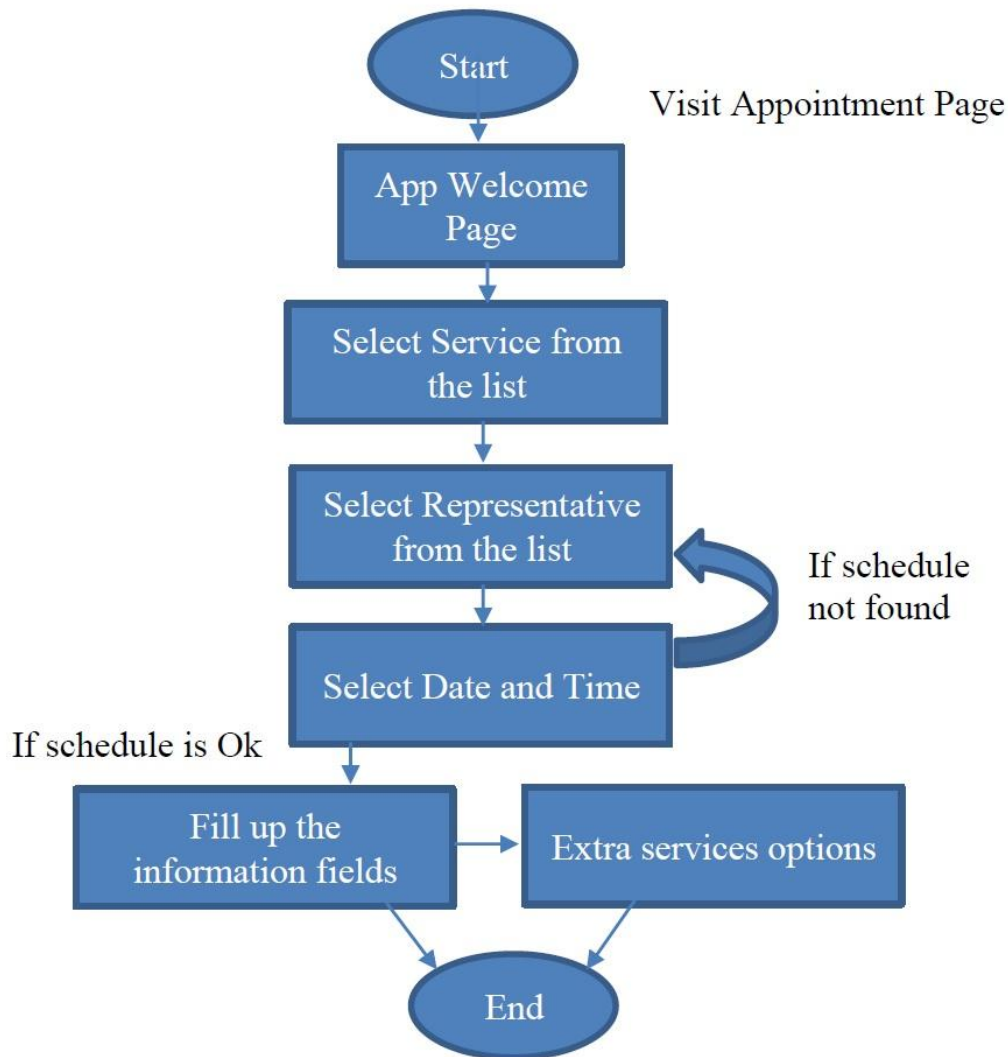 Start
Visit Appointment Page
App Welcome
Page
Select Service from
the list
Select Representative
from the list
If schedule
not found
Select Date and Time
If schedule is Ok
Fill up the
information fields
Extra services options
End